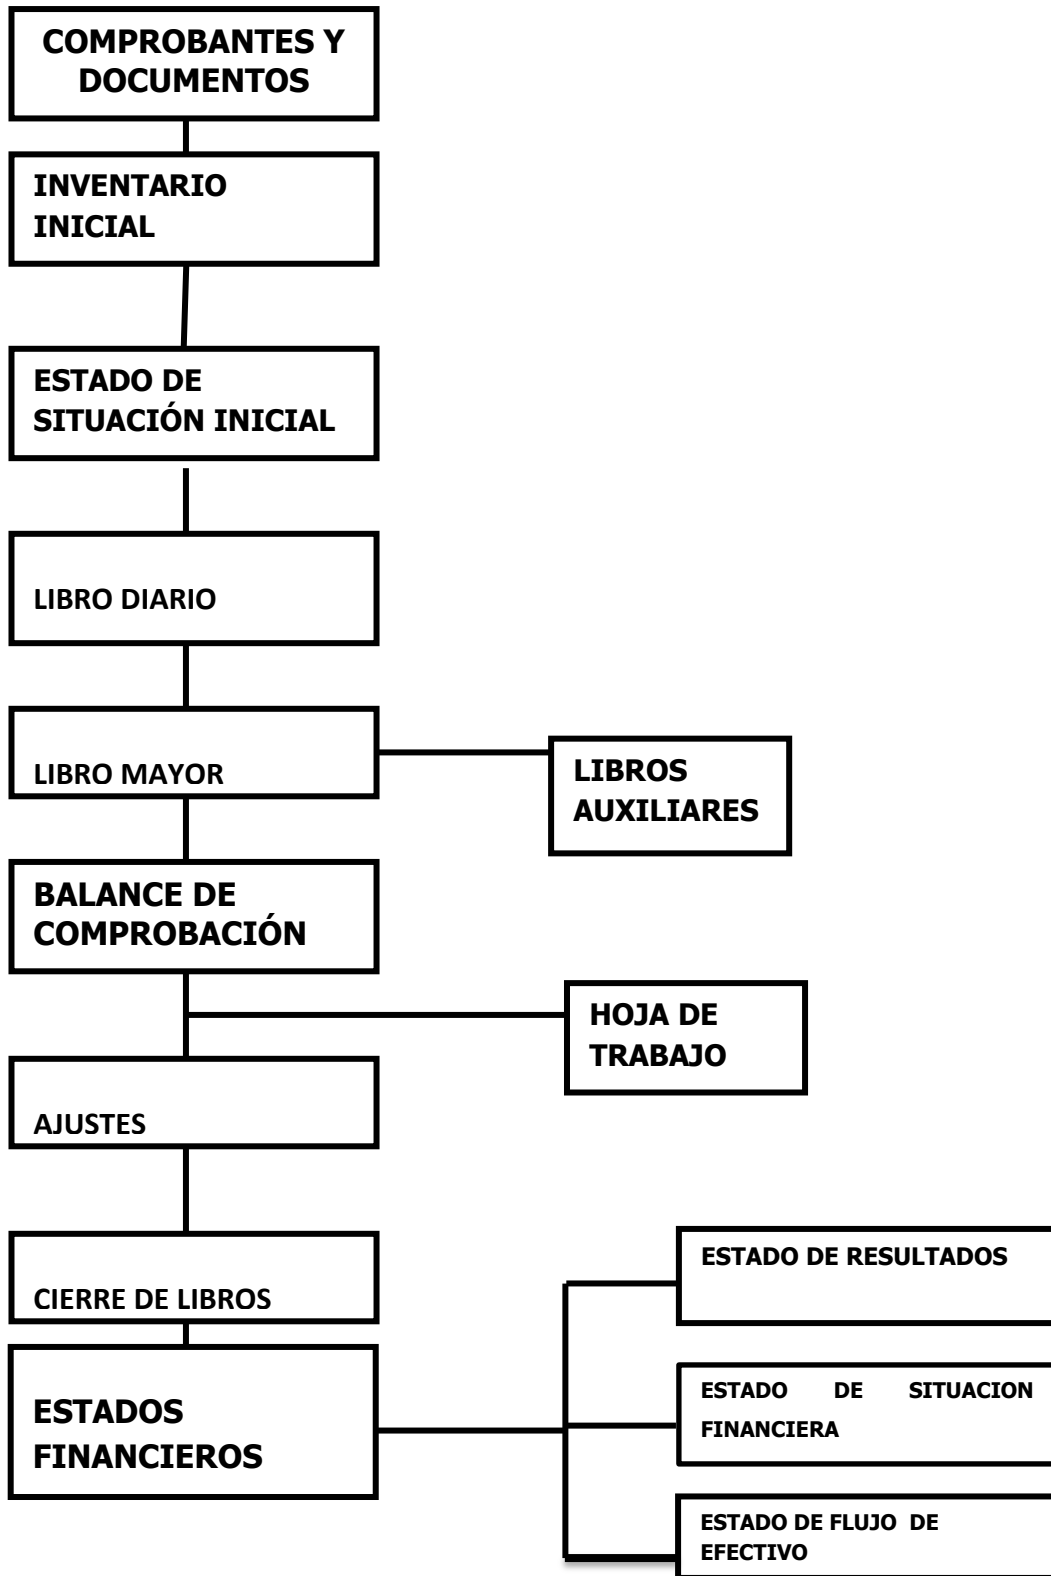 COMPROBANTES Y
DOCUMENTOS
INVENTARIO
INICIAL
ESTADO DE
SITUACIÓN INICIAL
LIBRO DIARIO
LIBRO MAYOR
LIBROS
AUXILIARES
BALANCE DE
COMPROBACIÓN
HOJA DE
TRABAJO
AJUSTES
CIERRE DE LIBROS
ESTADOS
FINANCIEROS
ESTADO DE RESULTADOS
ESTADO DE SITUACION
FINANCIERA
ESTADO DE FLUJO DE
EFECTIVO